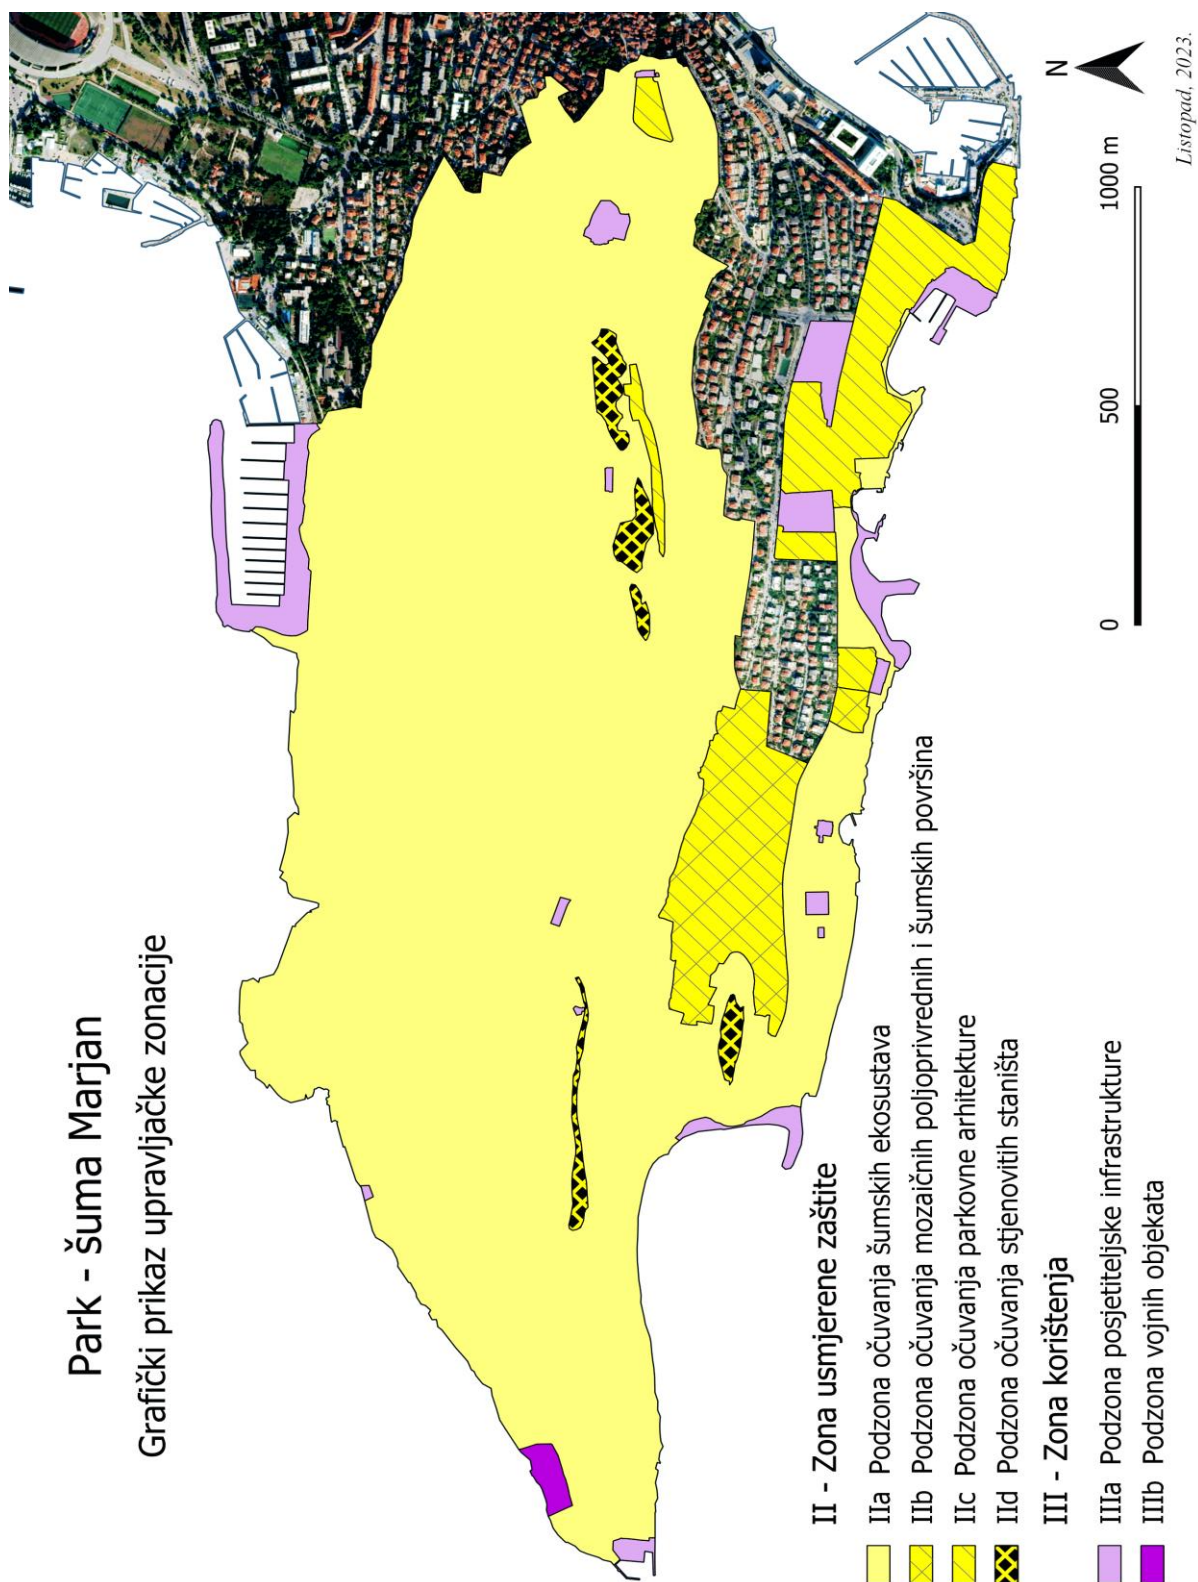 Park - šuma Marjan
Grafički prikaz upravljačke zonacije
II - Zona usmjerene zaštite
IIa Podzona očuvanja šumskih ekosustava
IIb Podzona očuvanja mozaičnih poljoprivrednih i šumskih površina
IIc Podzona očuvanja parkovne arhitekture
IId Podzona očuvanja stjenovitih staništa
III - Zona korištenja
IIIa Podzona posjetiteljske infrastrukture
IIIb Podzona vojnih objekata
N
0 500 1000 m
Listopad, 2023.